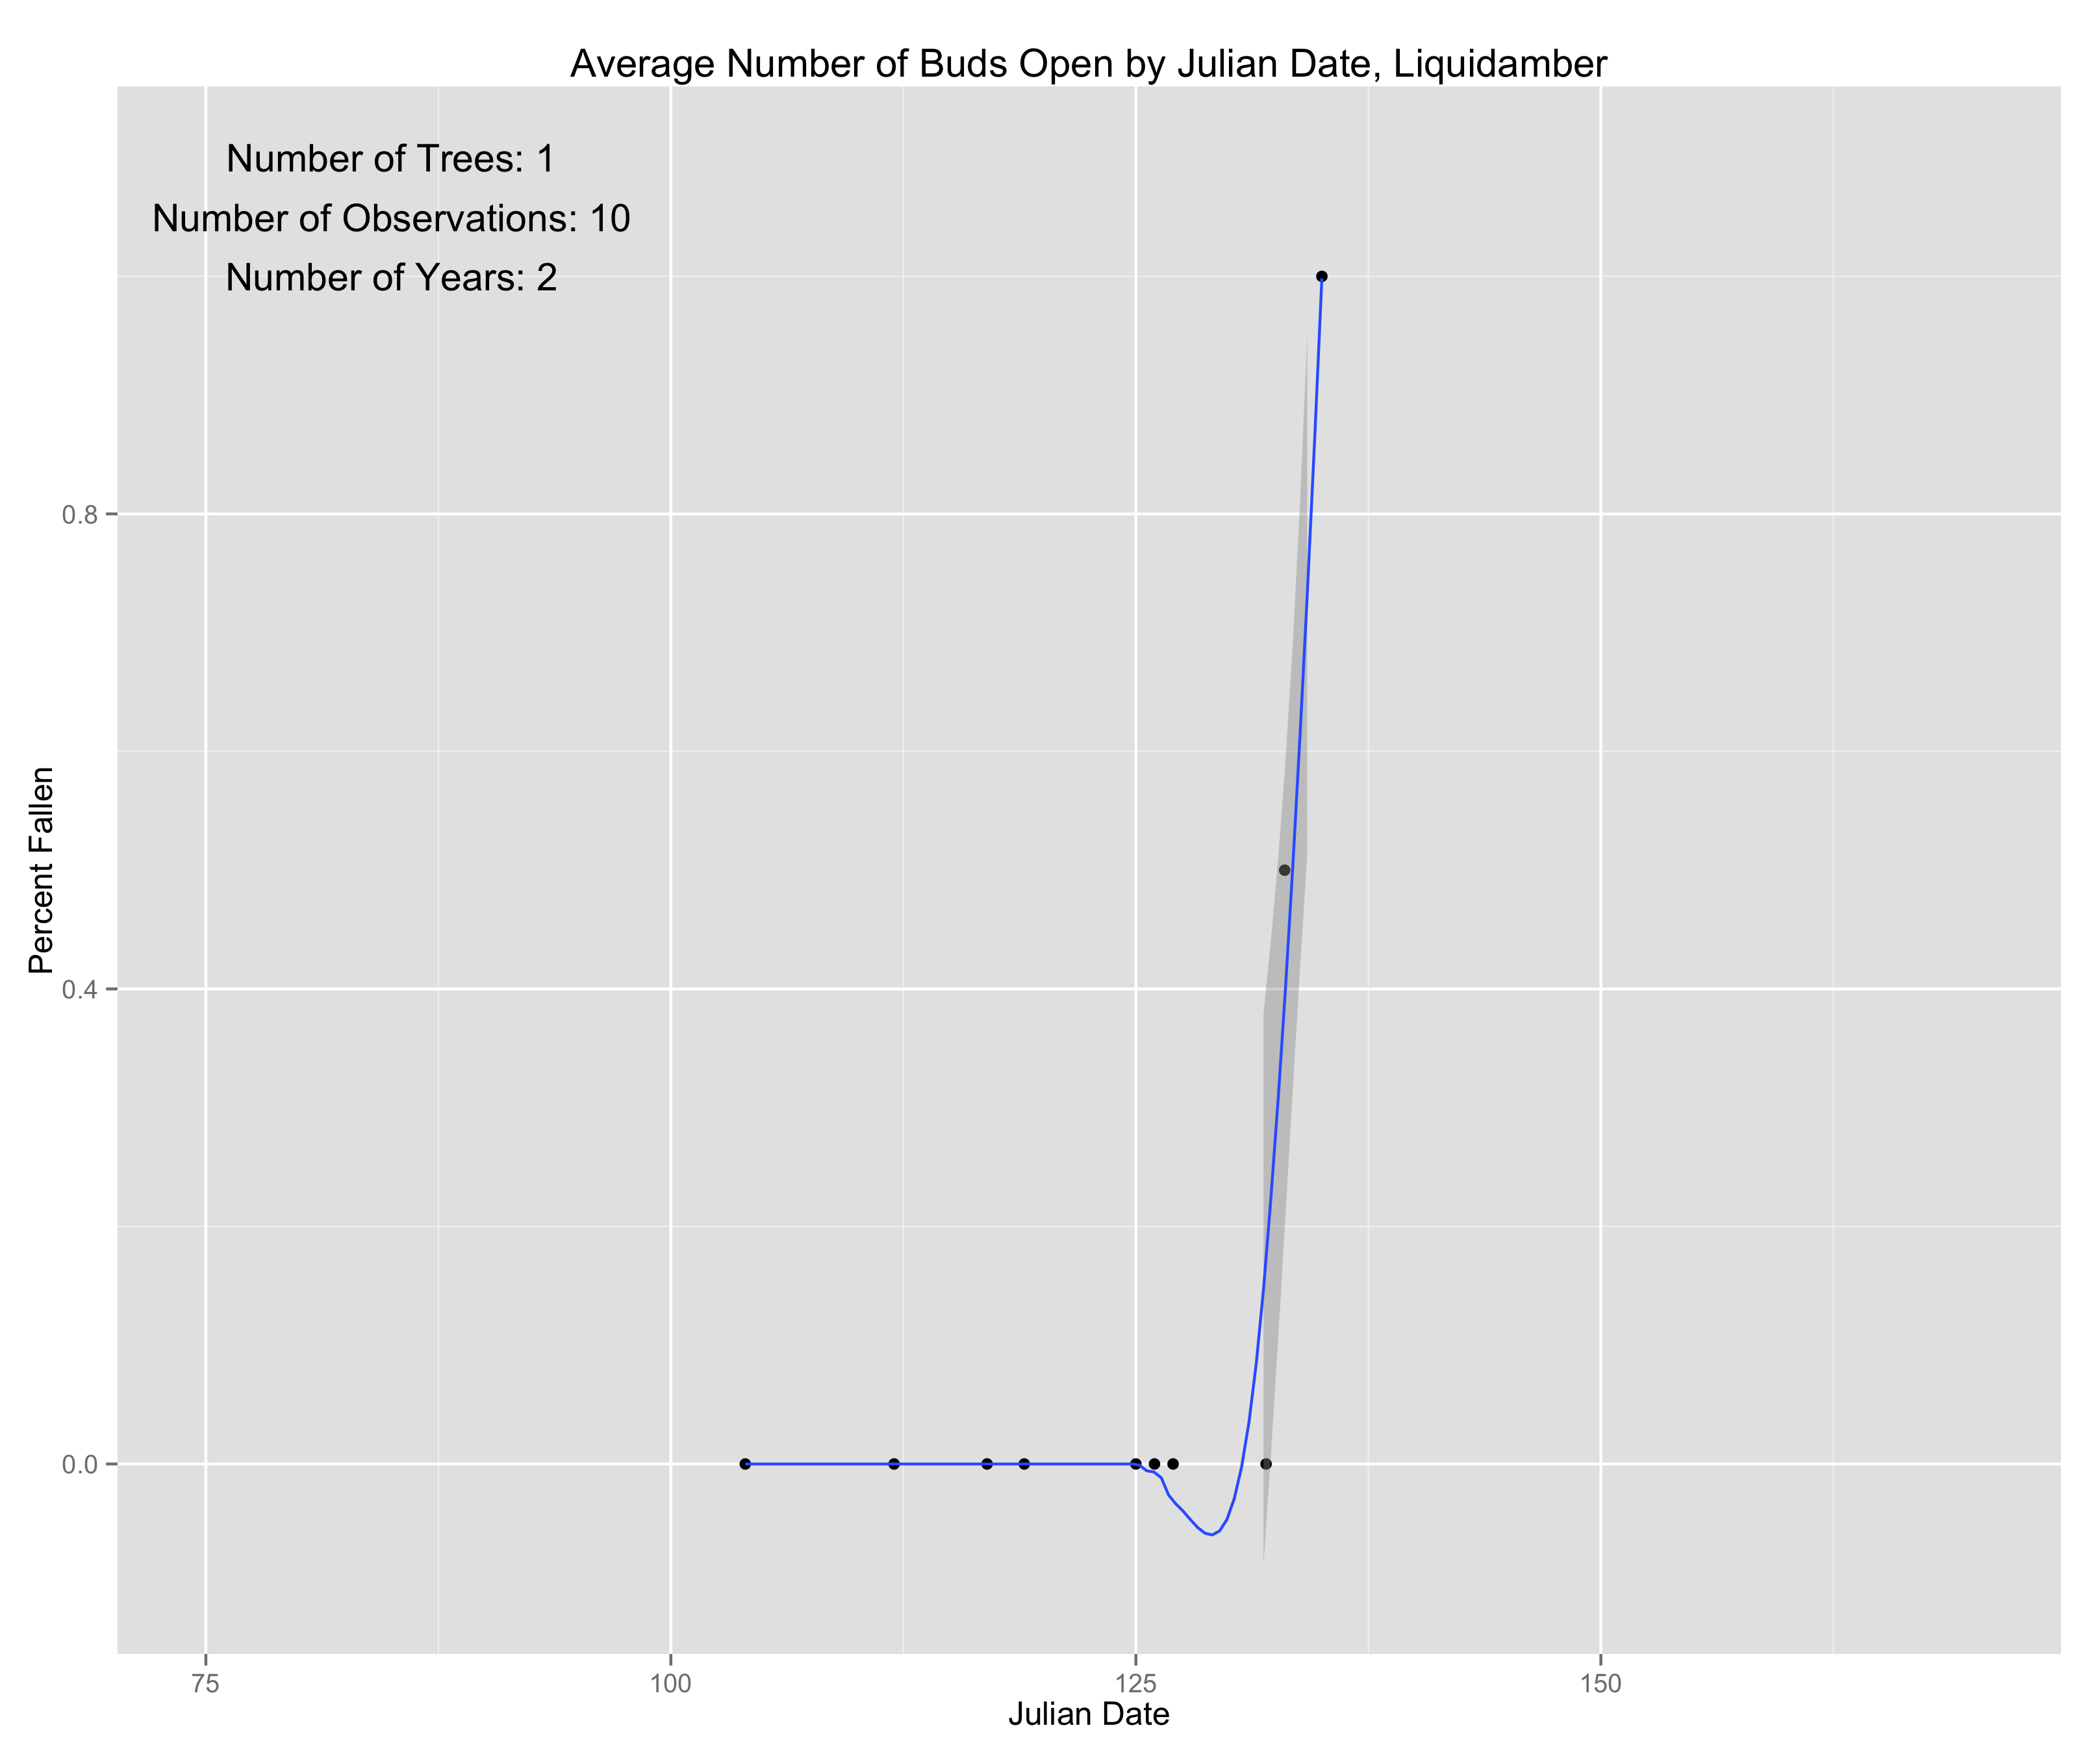 Average Number of Buds Open by Julian Date, Liquidamber
Number of Trees: 1
Number of Observations: 10
Number of Years: 2
Percent Fallen
0.8
0.4
0.0
75 100 125 150
Julian Date